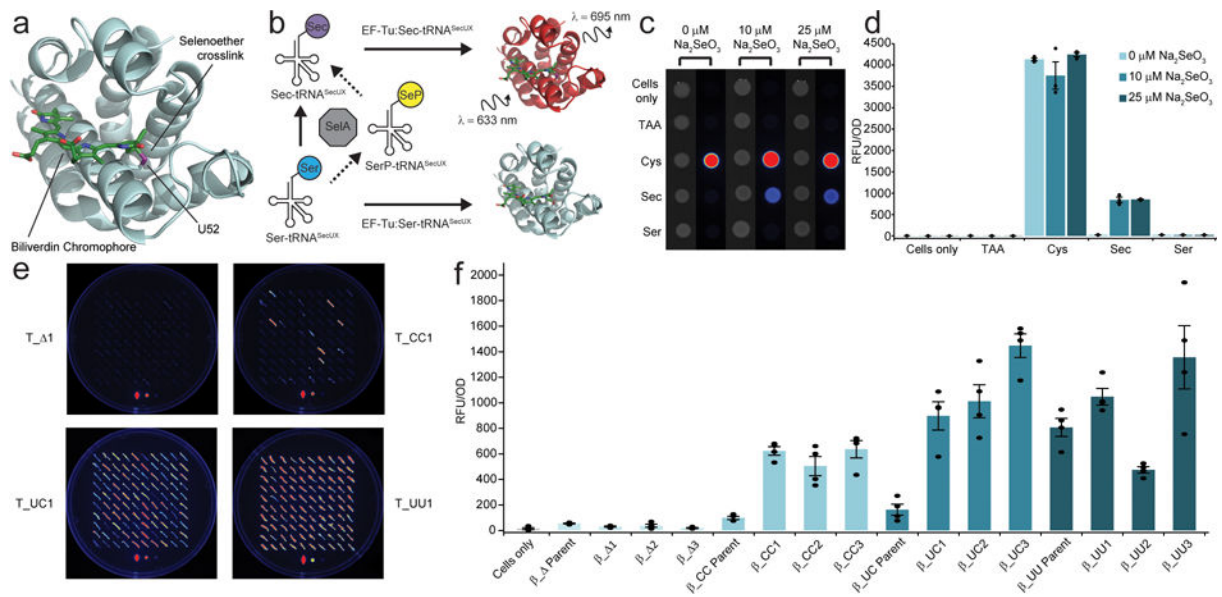 a
Selenoether
crosslink
Biliverdin Chromophore
U52
b
Sec
EF-Tu:Sec-tRNA^SecUX
λ = 695 nm
Sec-tRNA^SecUX
SeP
SelA
λ = 633 nm
Ser
SerP-tRNA^SecUX
Ser-tRNA^SecUX
EF-Tu:Ser-tRNA^SecUX
c
0 µM 10 µM 25 µM
Na₂SeO₃ Na₂SeO₃ Na₂SeO₃
Cells
only
TAA
Cys
Sec
Ser
d
RFU/OD
4500
4000
3500
3000
2500
2000
1500
1000
500
0
0 µM Na₂SeO₃
10 µM Na₂SeO₃
25 µM Na₂SeO₃
Cells only TAA Cys Sec Ser
e
T_Δ1
T_CC1
T_UC1
T_UU1
f
RFU/OD
2000
1800
1600
1400
1200
1000
800
600
400
200
0
Cells only
β_Δ Parent
β_Δ1
β_Δ2
β_Δ3
β_CC Parent
β_CC1
β_CC2
β_CC3
β_UC Parent
β_UC1
β_UC2
β_UC3
β_UU Parent
β_UU1
β_UU2
β_UU3